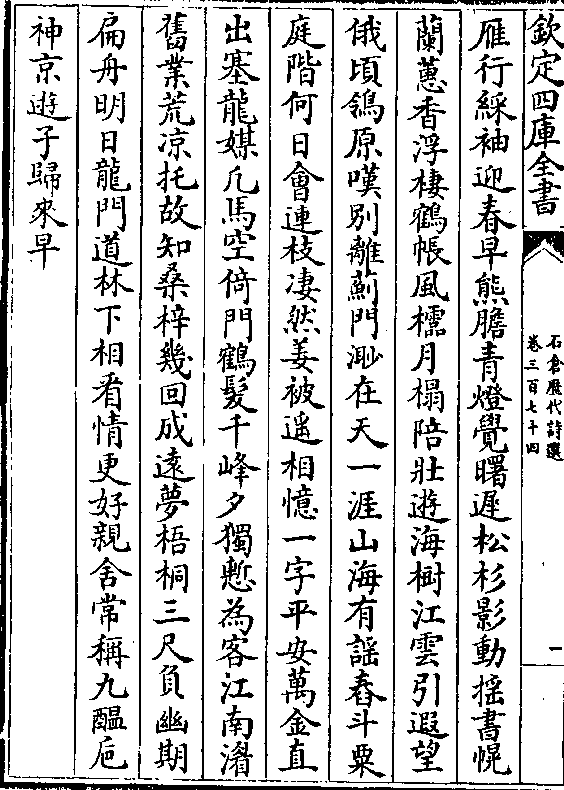 欽定四庫全書
石倉歷代詩選
卷三百七十四
一
雁行綵袖迎春早熊膽青燈覺曙遲松杉影動揺書幌
蘭蕙香浮棲鶴帳風櫺月榻陪壯遊海樹江雲引遐望
俄頃鴒原嘆别離薊門渺在天一涯山海有謡舂斗粟
庭階何日會連枝凄然姜被遥相憶一字平安萬金直
出塞龍媒凡馬空倚門鶴髮千峰夕獨慙為客江南渚
舊業荒凉托故知桑梓幾回成遠夢梧桐三尺負幽期
扁舟明日龍門道林下相看情更好親舍常稱九醖巵
神京逰子歸來早